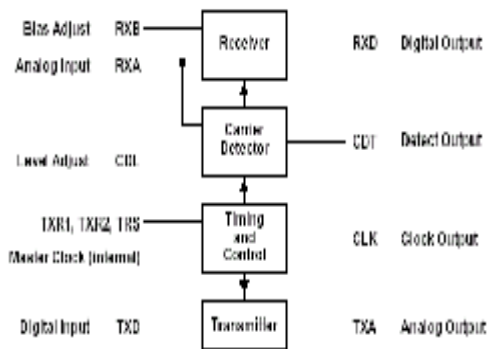 Bias Adjust RXB
Receiver
RXD Digital Output
Analog Input RXA
Carrier
Detector
CDT Detect Output
Level Adjust CDL
TXR1, TXR2, TRS
Timing
and
Control
CLK Clock Output
Master Clock (internal)
Digital Input TXD
Transmitter
TXA Analog Output